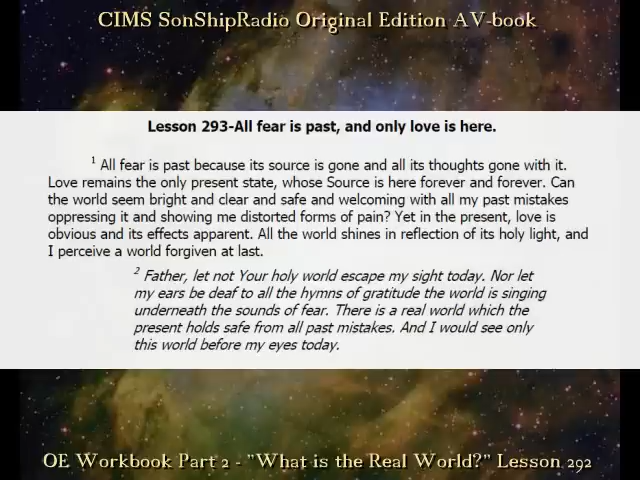 CIMS SonShipRadio Original Edition AV-book
Lesson 293-All fear is past, and only love is here.
1 All fear is past because its source is gone and all its thoughts gone with it.
Love remains the only present state, whose Source is here forever and forever. Can
the world seem bright and clear and safe and welcoming with all my past mistakes
oppressing it and showing me distorted forms of pain? Yet in the present, love is
obvious and its effects apparent. All the world shines in reflection of its holy light, and
I perceive a world forgiven at last.
2 Father, let not Your holy world escape my sight today. Nor let
my ears be deaf to all the hymns of gratitude the world is singing
underneath the sounds of fear. There is a real world which the
present holds safe from all past mistakes. And I would see only
this world before my eyes today.
OE Workbook Part 2 - "What is the Real World?" Lesson 292